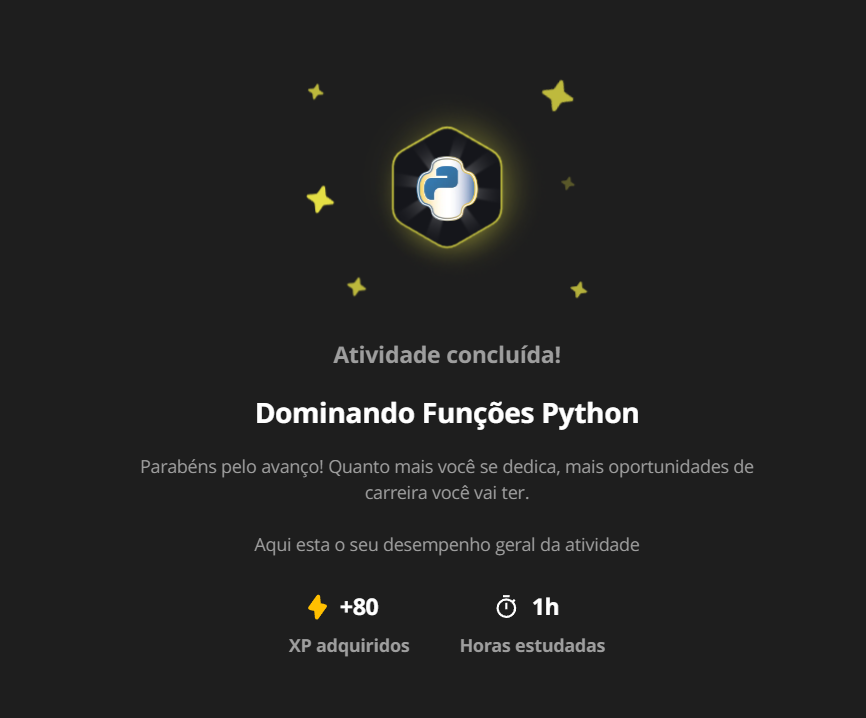 Atividade concluída!
Dominando Funções Python
Parabéns pelo avanço! Quanto mais você se dedica, mais oportunidades de
carreira você vai ter.
Aqui esta o seu desempenho geral da atividade
+80 1h
XP adquiridos Horas estudadas